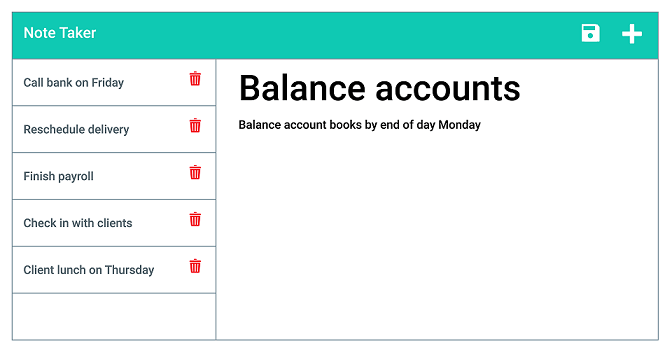 Note Taker
Call bank on Friday
Reschedule delivery
Finish payroll
Check in with clients
Client lunch on Thursday
Balance accounts
Balance account books by end of day Monday